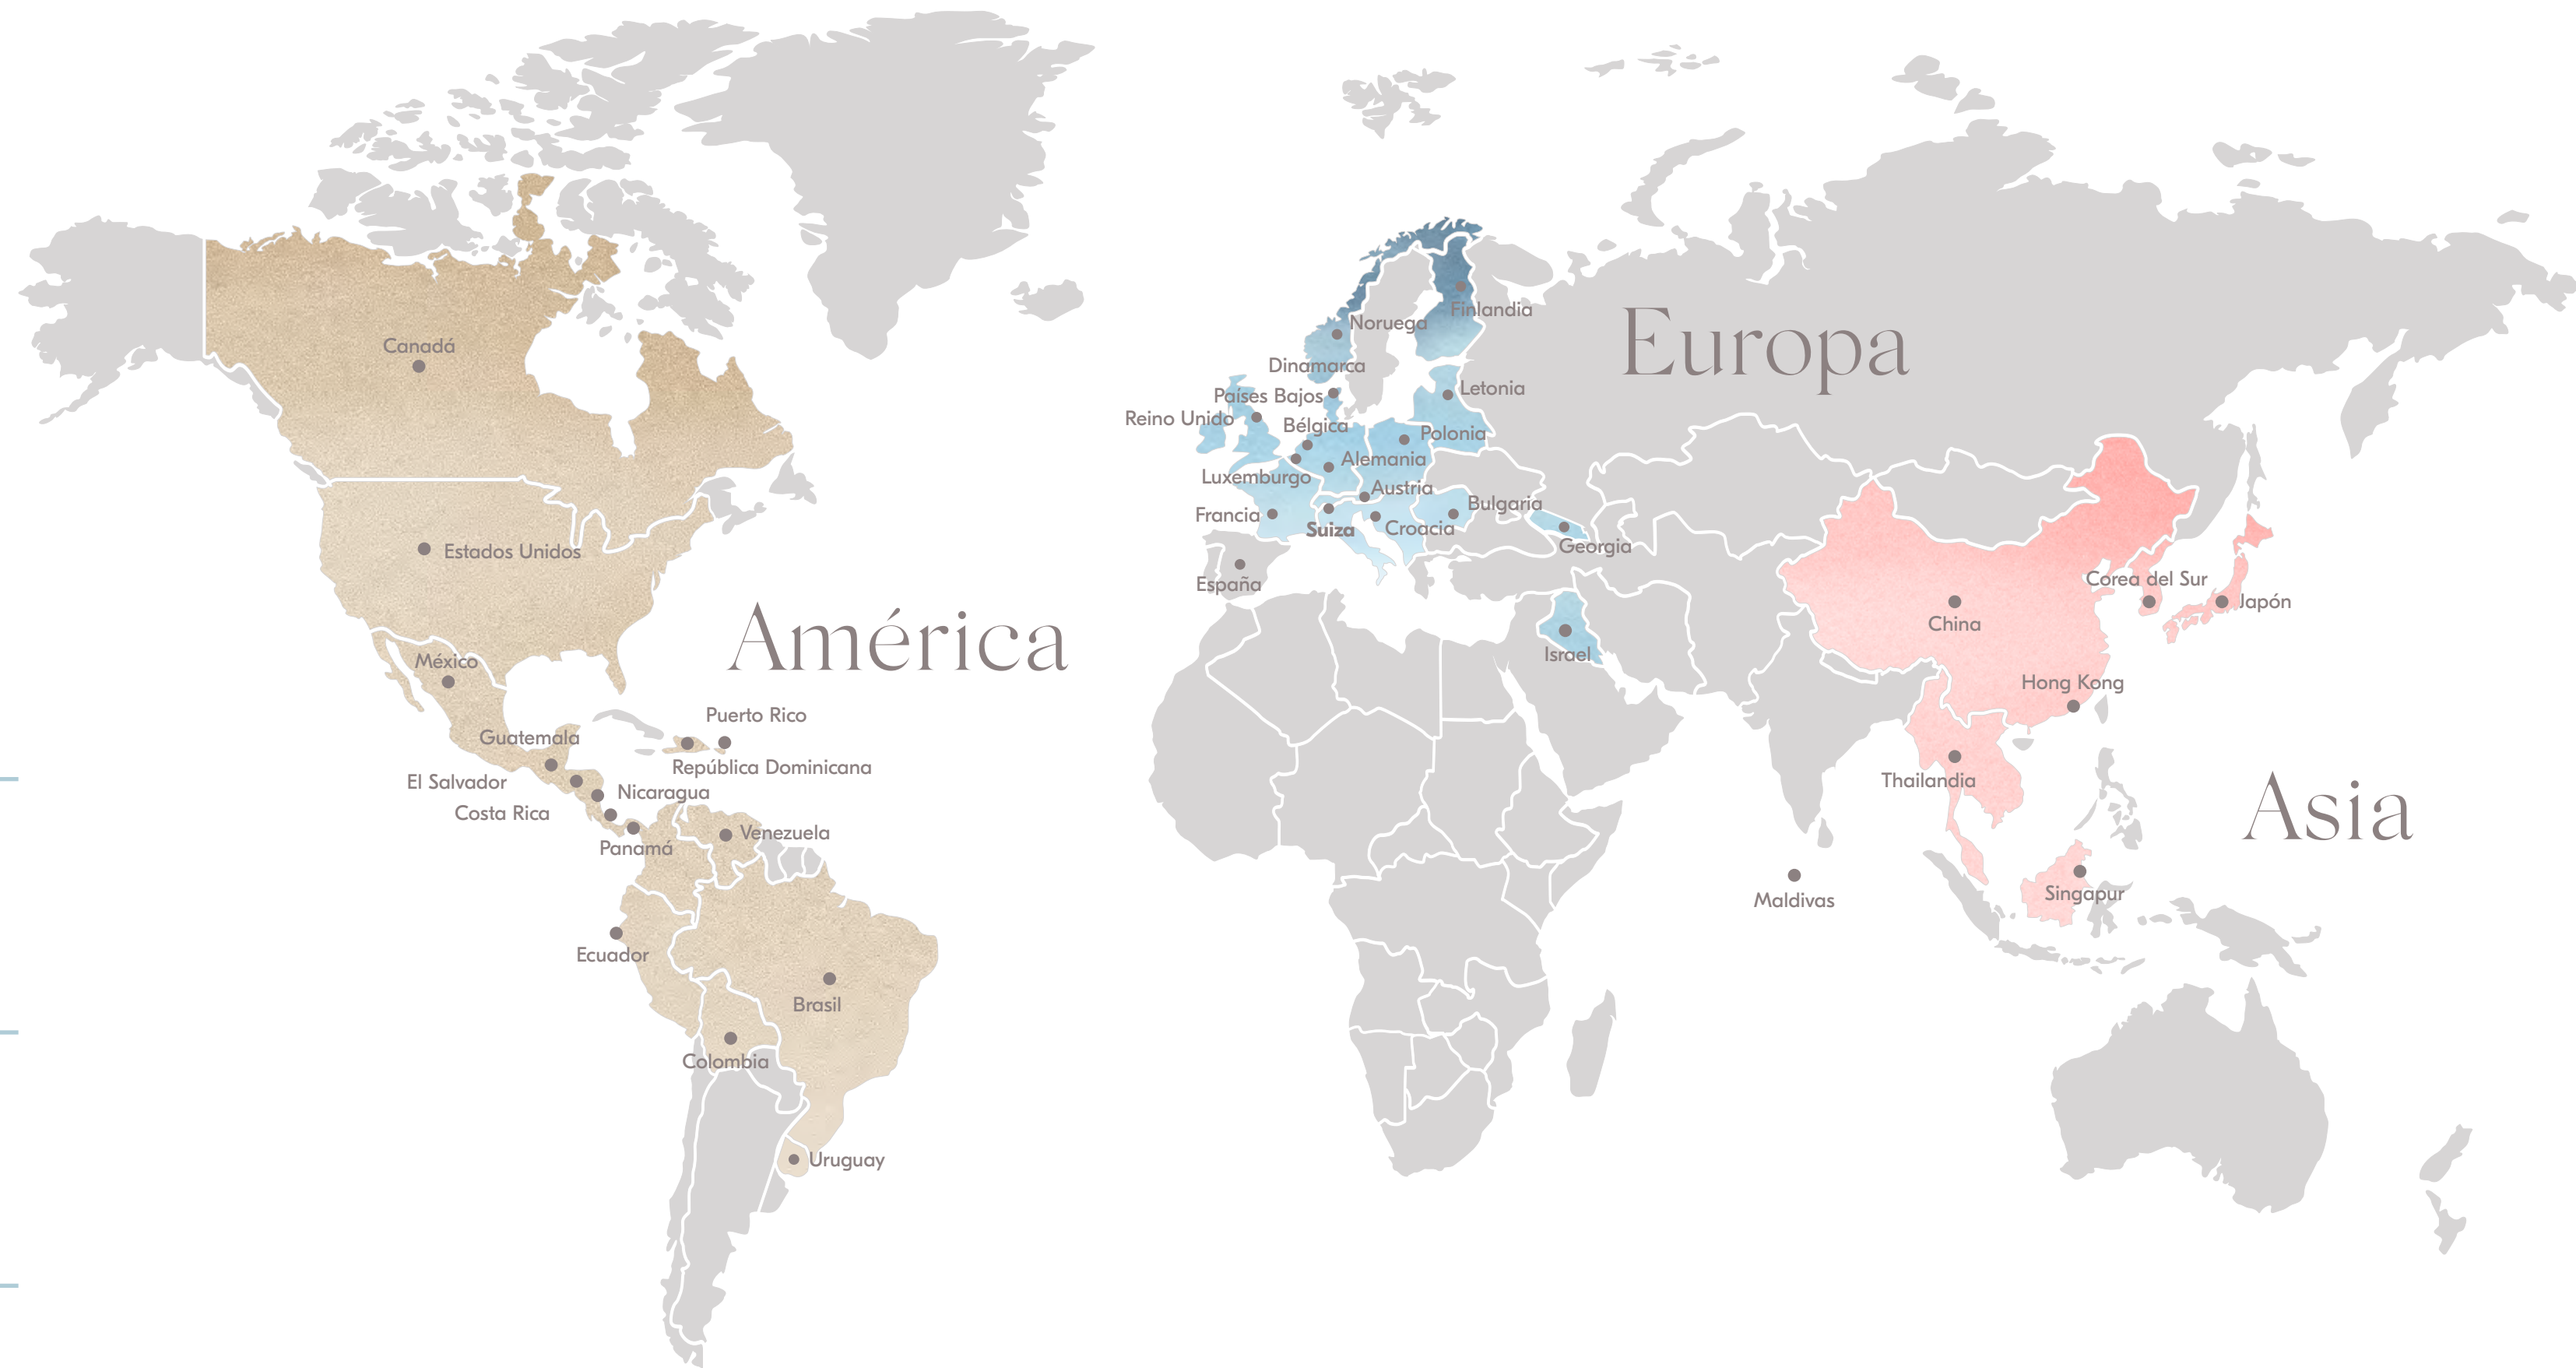 América
Canadá
Estados Unidos
México
Guatemala
El Salvador
Costa Rica
Nicaragua
Panamá
Puerto Rico
República Dominicana
Venezuela
Ecuador
Brasil
Colombia
Uruguay
Europa
Finlandia
Noruega
Dinamarca
Letonia
Países Bajos
Reino Unido
Bélgica
Polonia
Alemania
Luxemburgo
Austria
Bulgaria
Francia
Suiza
Croacia
Georgia
España
Israel
Asia
Corea del Sur
Japón
China
Hong Kong
Thailandia
Singapur
Maldivas